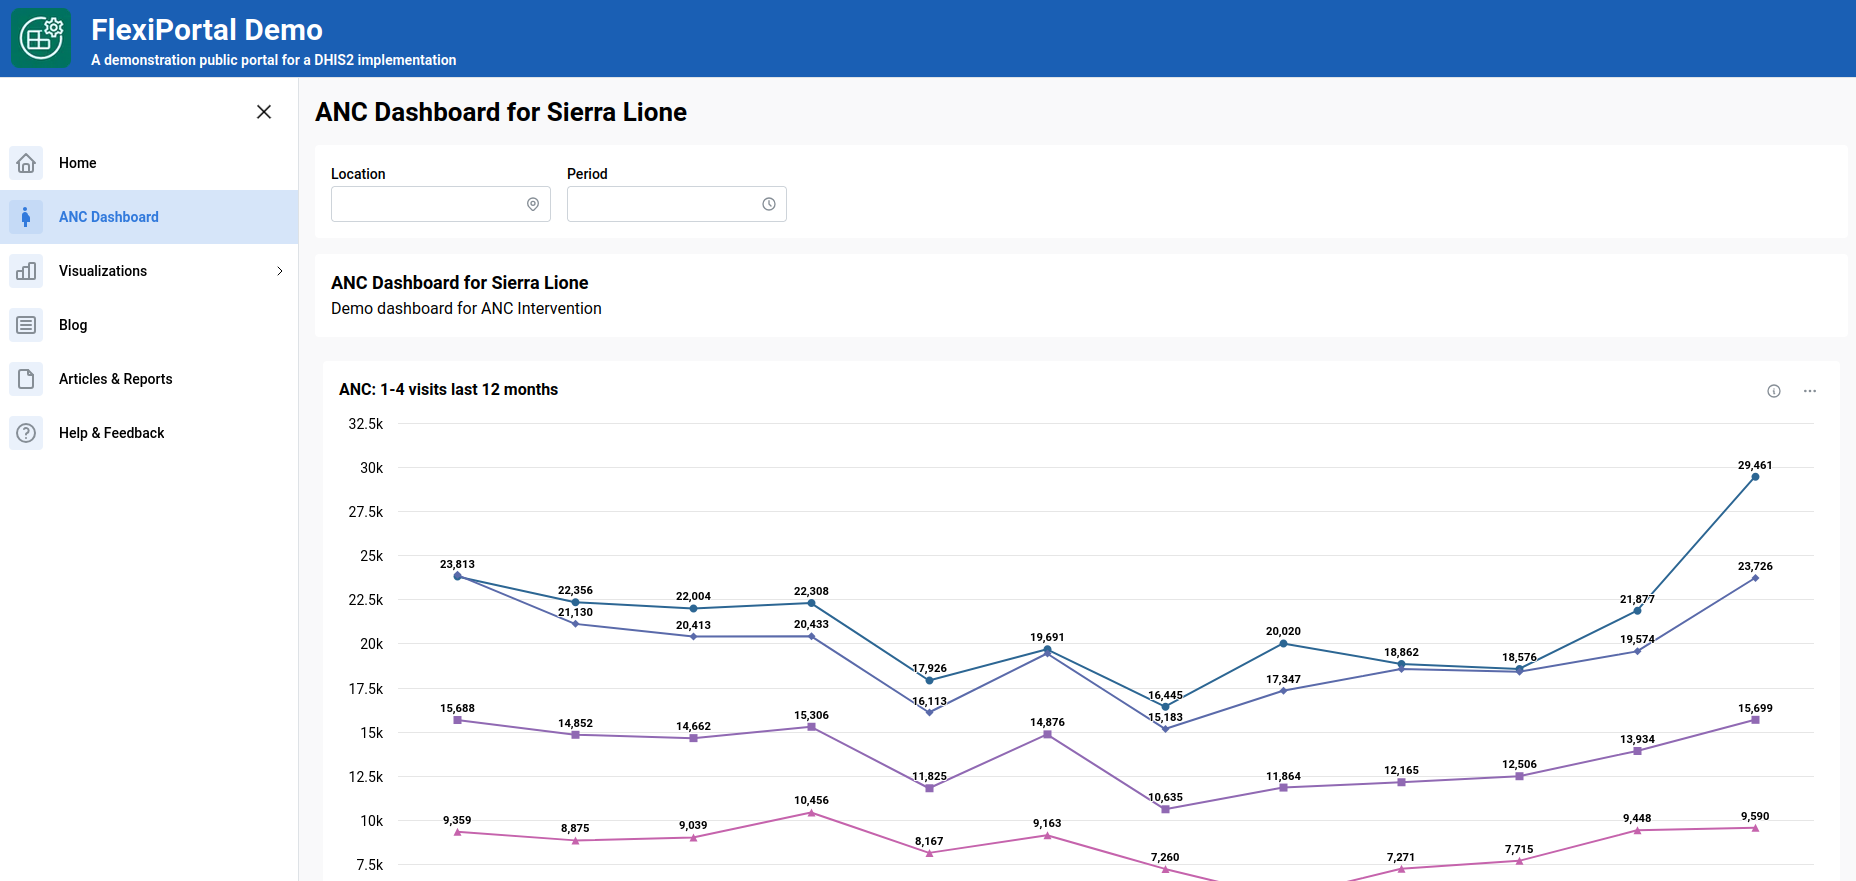 FlexiPortal Demo
A demonstration public portal for a DHIS2 implementation
Home
ANC Dashboard
Visualizations
Blog
Articles & Reports
Help & Feedback
ANC Dashboard for Sierra Lione
Location
Period
ANC Dashboard for Sierra Lione
Demo dashboard for ANC Intervention
ANC: 1-4 visits last 12 months
32.5k
30k
27.5k
25k
22.5k
20k
17.5k
15k
12.5k
10k
7.5k
23,813
22,356
22,004
22,308
17,926
19,691
16,445
20,020
18,862
18,576
21,877
29,461
21,130
20,413
20,433
16,113
15,183
17,347
19,574
23,726
15,688
14,852
14,662
15,306
11,825
14,876
10,635
11,864
12,165
12,506
13,934
15,699
9,359
8,875
9,039
10,456
8,167
9,163
7,260
7,271
7,715
9,448
9,590